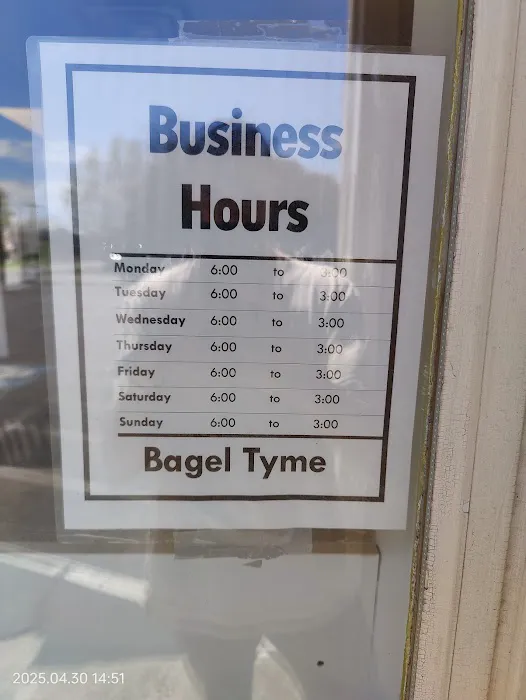 Business
Hours
Monday 6:00 to 3:00
Tuesday 6:00 to 3:00
Wednesday 6:00 to 3:00
Thursday 6:00 to 3:00
Friday 6:00 to 3:00
Saturday 6:00 to 3:00
Sunday 6:00 to 3:00
Bagel Tyme
2025.04.30 14:51